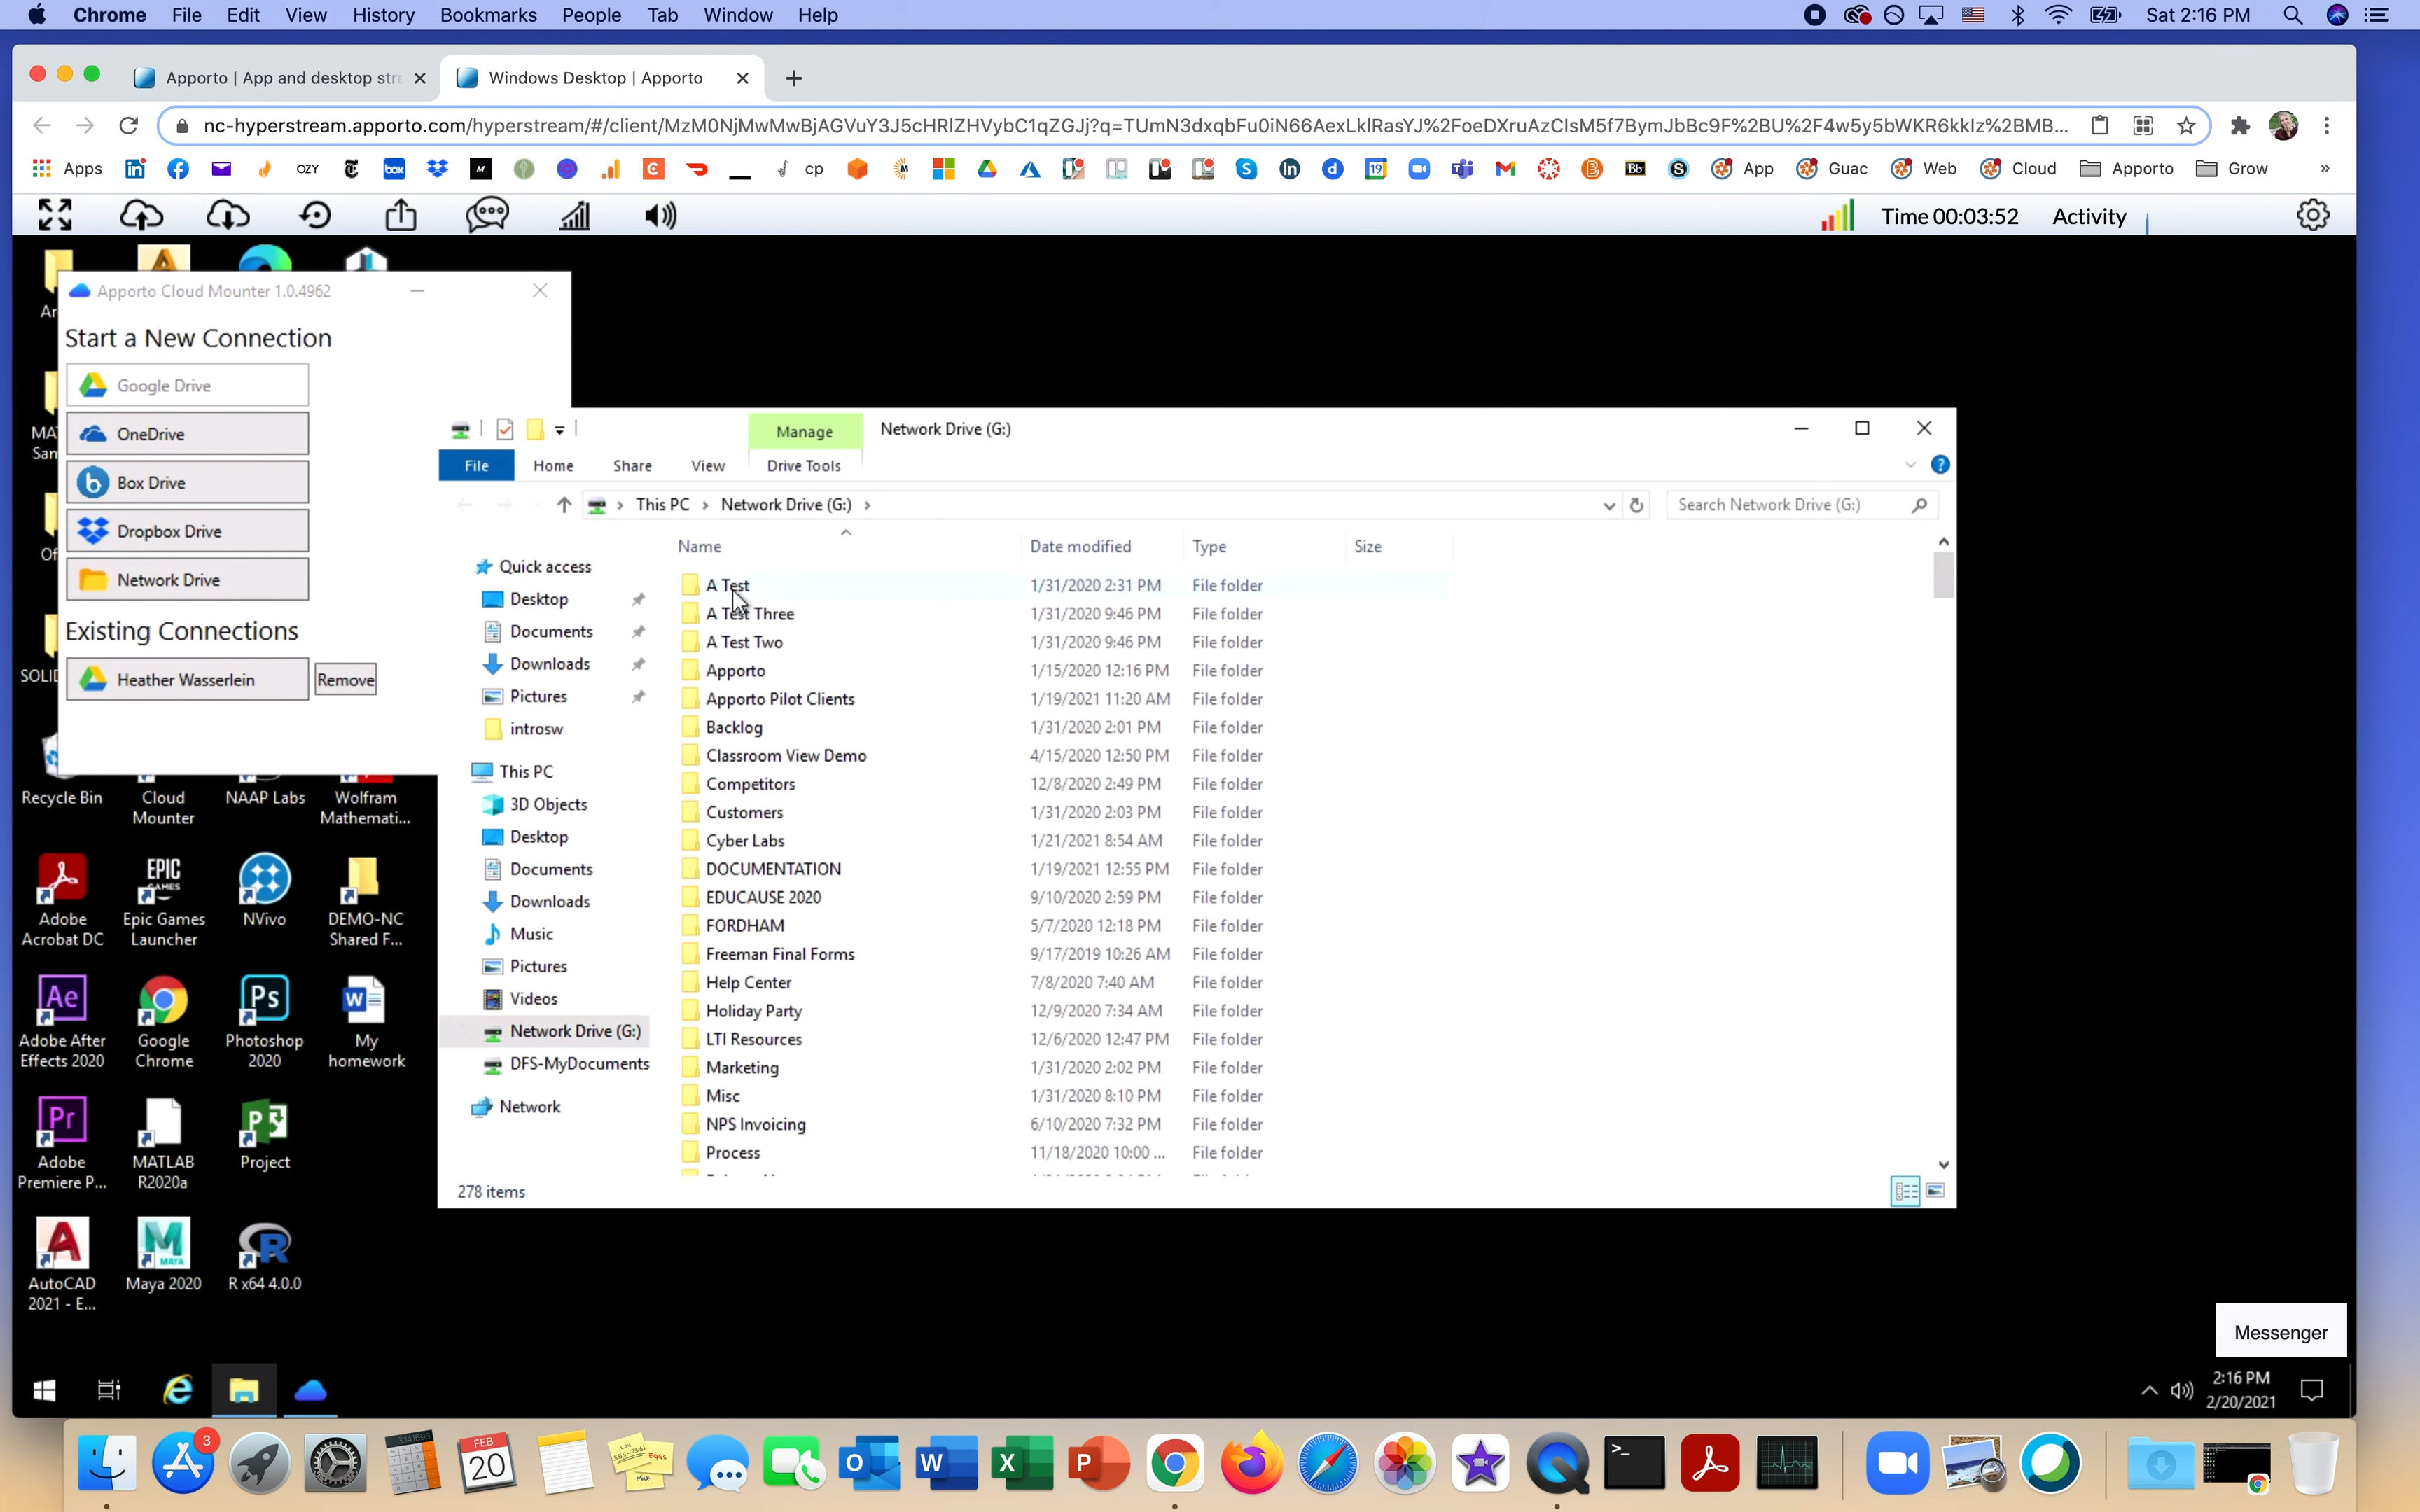 Chrome File Edit View History Bookmarks People Tab Window Help Sat 2:16 PM
Apporto | App and desktop stre Windows Desktop | Apporto
nc-hyperstream.apporto.com/hyperstream/#/client/
Apps OZY box cp 19 Bb App Guac Web Cloud Apporto Grow »
Time 00:03:52 Activity
Apporto Cloud Mounter 1.0.4962
Start a New Connection
Google Drive
OneDrive
Box Drive
Dropbox Drive
Network Drive
Existing Connections
Heather Wasserlein Remove
Manage Network Drive (G:)
File Home Share View Drive Tools
This PC Network Drive (G:) Search Network Drive (G:)
Name Date modified Type Size
Quick access
Desktop
Documents
Downloads
Pictures
introsw
This PC
3D Objects
Desktop
Documents
Downloads
Music
Pictures
Videos
Network Drive (G:)
DFS-MyDocuments
Network
A Test 1/31/2020 2:31 PM File folder
A Test Three 1/31/2020 9:46 PM File folder
A Test Two 1/31/2020 9:46 PM File folder
Apporto 1/15/2020 12:16 PM File folder
Apporto Pilot Clients 1/19/2021 11:20 AM File folder
Backlog 1/31/2020 2:01 PM File folder
Classroom View Demo 4/15/2020 12:50 PM File folder
Competitors 12/8/2020 2:49 PM File folder
Customers 1/31/2020 2:03 PM File folder
Cyber Labs 1/21/2021 8:54 AM File folder
DOCUMENTATION 1/19/2021 12:55 PM File folder
EDUCAUSE 2020 9/10/2020 2:59 PM File folder
FORDHAM 5/7/2020 12:18 PM File folder
Freeman Final Forms 9/17/2019 10:26 AM File folder
Help Center 7/8/2020 7:40 AM File folder
Holiday Party 12/9/2020 7:34 AM File folder
LTI Resources 12/6/2020 12:47 PM File folder
Marketing 1/31/2020 2:02 PM File folder
Misc 1/31/2020 8:10 PM File folder
NPS Invoicing 6/10/2020 7:32 PM File folder
Process 11/18/2020 10:00 ... File folder
278 items
Ar
MA
San
Of
SOLID
Recycle Bin
Cloud
Mounter
NAAP Labs
Wolfram
Mathemati...
Adobe
Acrobat DC
EPIC
GAMES
Epic Games
Launcher
NVivo
DEMO-NC
Shared F...
Ae
Adobe After
Effects 2020
Google
Chrome
Ps
Photoshop
2020
My
homework
Pr
Adobe
Premiere P...
MATLAB
R2020a
Project
AutoCAD
2021 - E...
MAYA
Maya 2020
R
R x64 4.0.0
Messenger
2:16 PM
2/20/2021
3
FEB
20